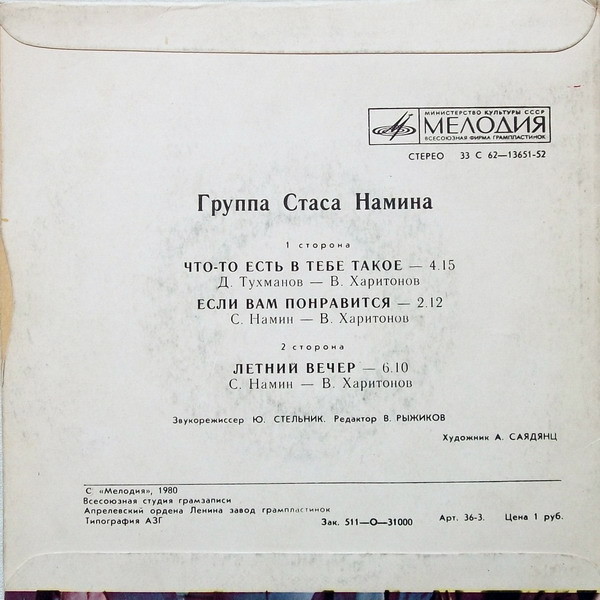 МИНИСТЕРСТВО КУЛЬТУРЫ СССР
МЕЛОДИЯ
ВСЕСОЮЗНАЯ ФИРМА ГРАМПЛАСТИНОК
СТЕРЕО 33 С 62—13651-52
Группа Стаса Намина
1 сторона
ЧТО-ТО ЕСТЬ В ТЕБЕ ТАКОЕ — 4.15
Д. Тухманов — В. Харитонов
ЕСЛИ ВАМ ПОНРАВИТСЯ — 2.12
С. Намин — В. Харитонов
2 сторона
ЛЕТНИЙ ВЕЧЕР — 6.10
С. Намин — В. Харитонов
Звукорежиссер Ю. СТЕЛЬНИК. Редактор В. РЫЖИКОВ
Художник А. САЯДЯНЦ
С «Мелодия», 1980
Всесоюзная студия грамзаписи
Апрелевский ордена Ленина завод грампластинок
Типография АЗГ Зак. 511—О—31000 Арт. 36-3. Цена 1 руб.